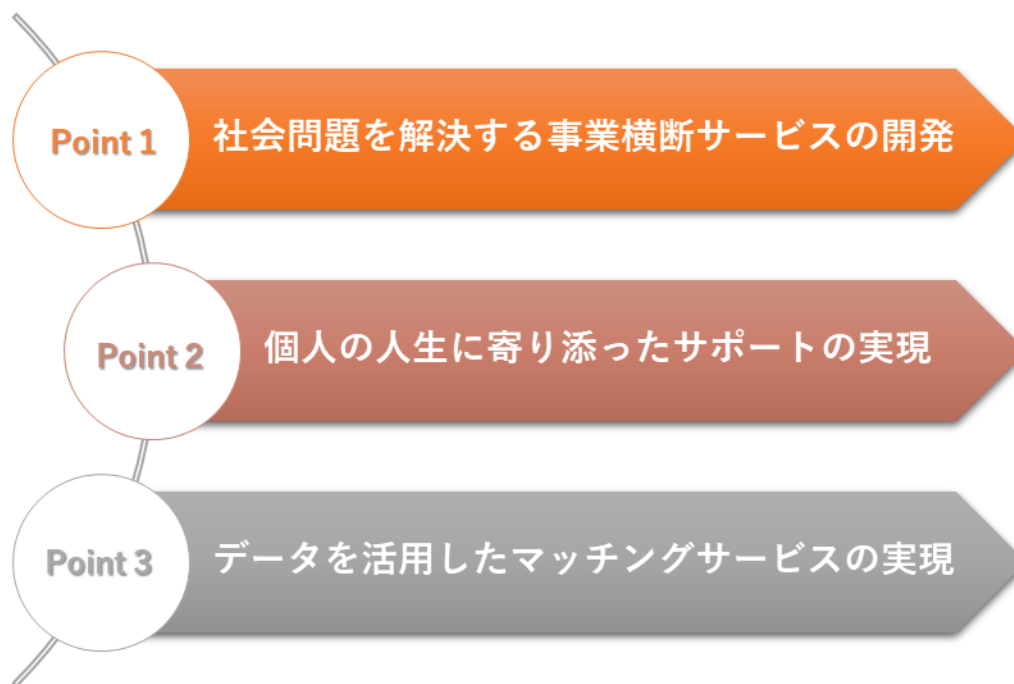 Point 1
社会問題を解決する事業横断サービスの開発
Point 2
個人の人生に寄り添ったサポートの実現
Point 3
データを活用したマッチングサービスの実現